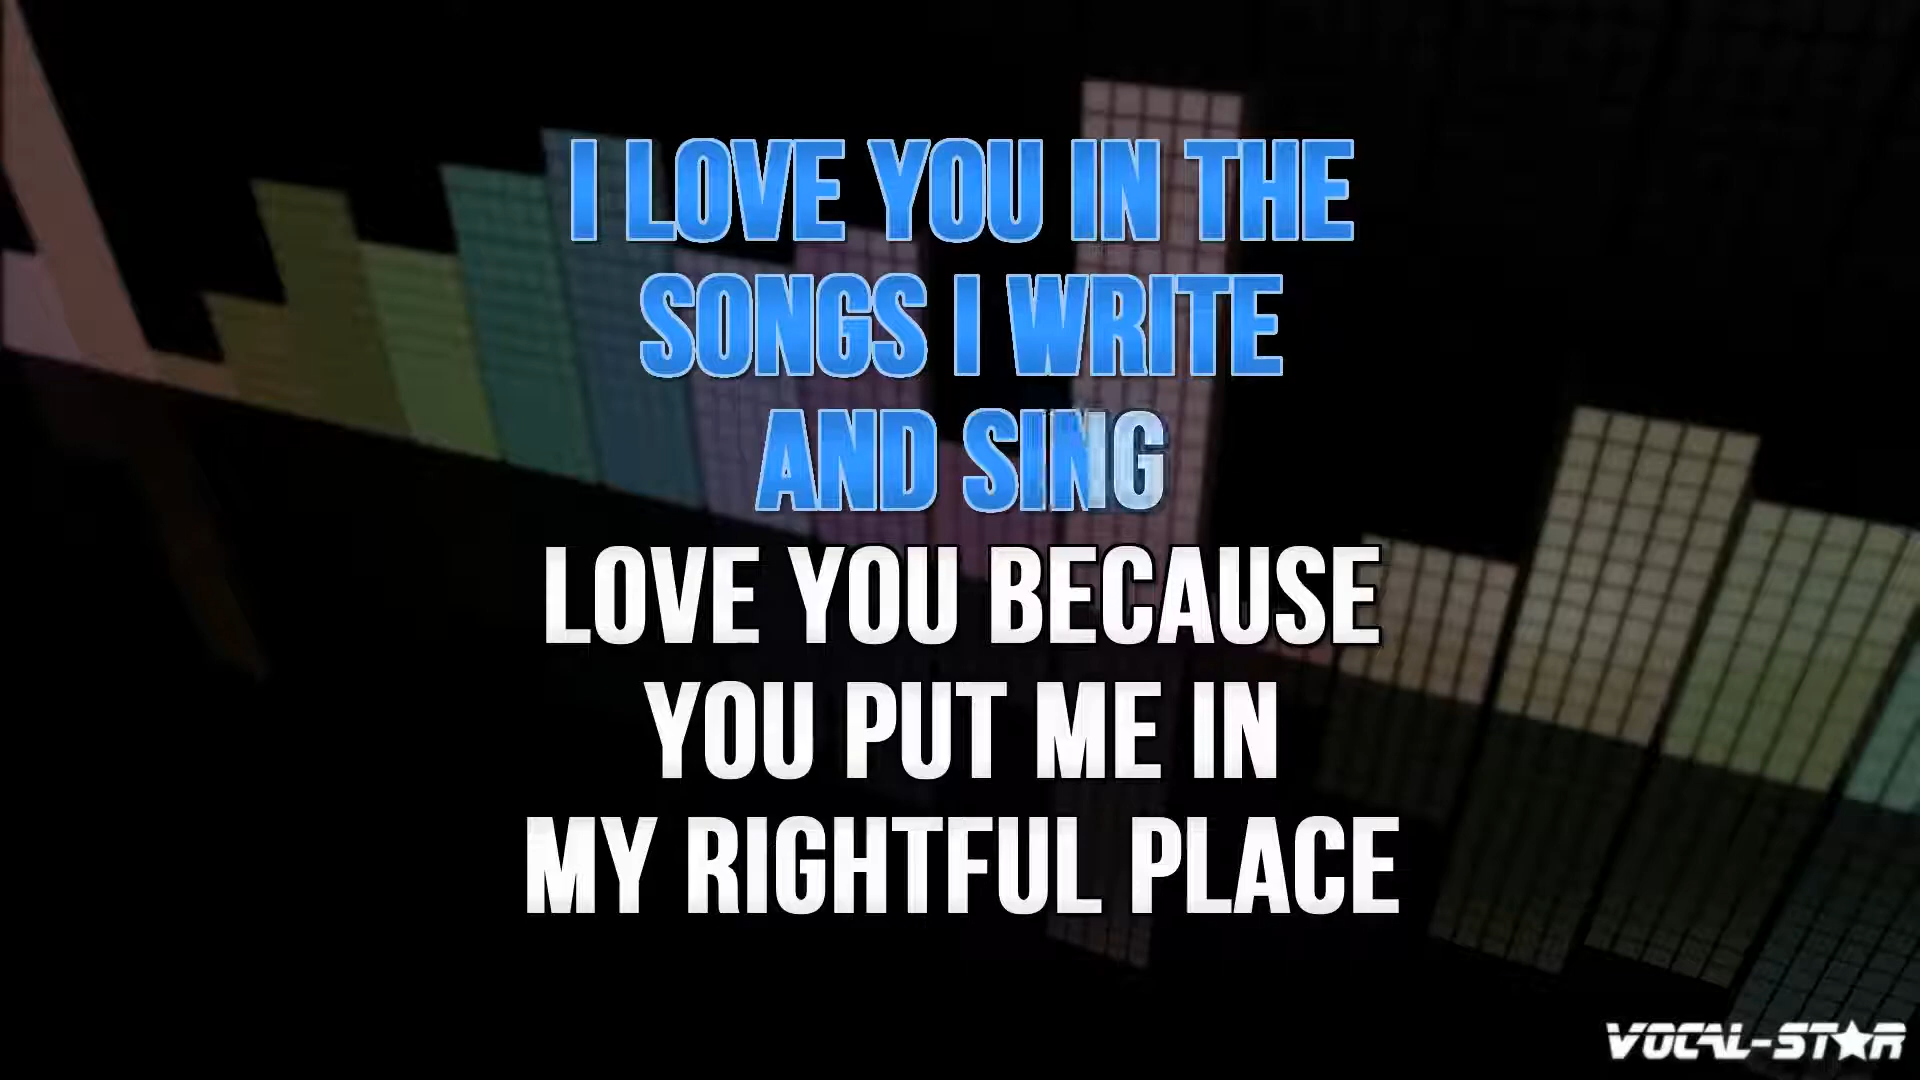 I LOVE YOU IN THE
SONGS I WRITE
AND SING
LOVE YOU BECAUSE
YOU PUT ME IN
MY RIGHTFUL PLACE
VOCAL-STAR